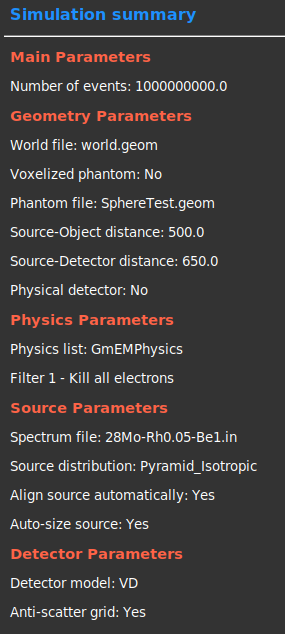 Simulation summary
Main Parameters
Number of events: 1000000000.0
Geometry Parameters
World file: world.geom
Voxelized phantom: No
Phantom file: SphereTest.geom
Source-Object distance: 500.0
Source-Detector distance: 650.0
Physical detector: No
Physics Parameters
Physics list: GmEMPhysics
Filter 1 - Kill all electrons
Source Parameters
Spectrum file: 28Mo-Rh0.05-Be1.in
Source distribution: Pyramid_Isotropic
Align source automatically: Yes
Auto-size source: Yes
Detector Parameters
Detector model: VD
Anti-scatter grid: Yes